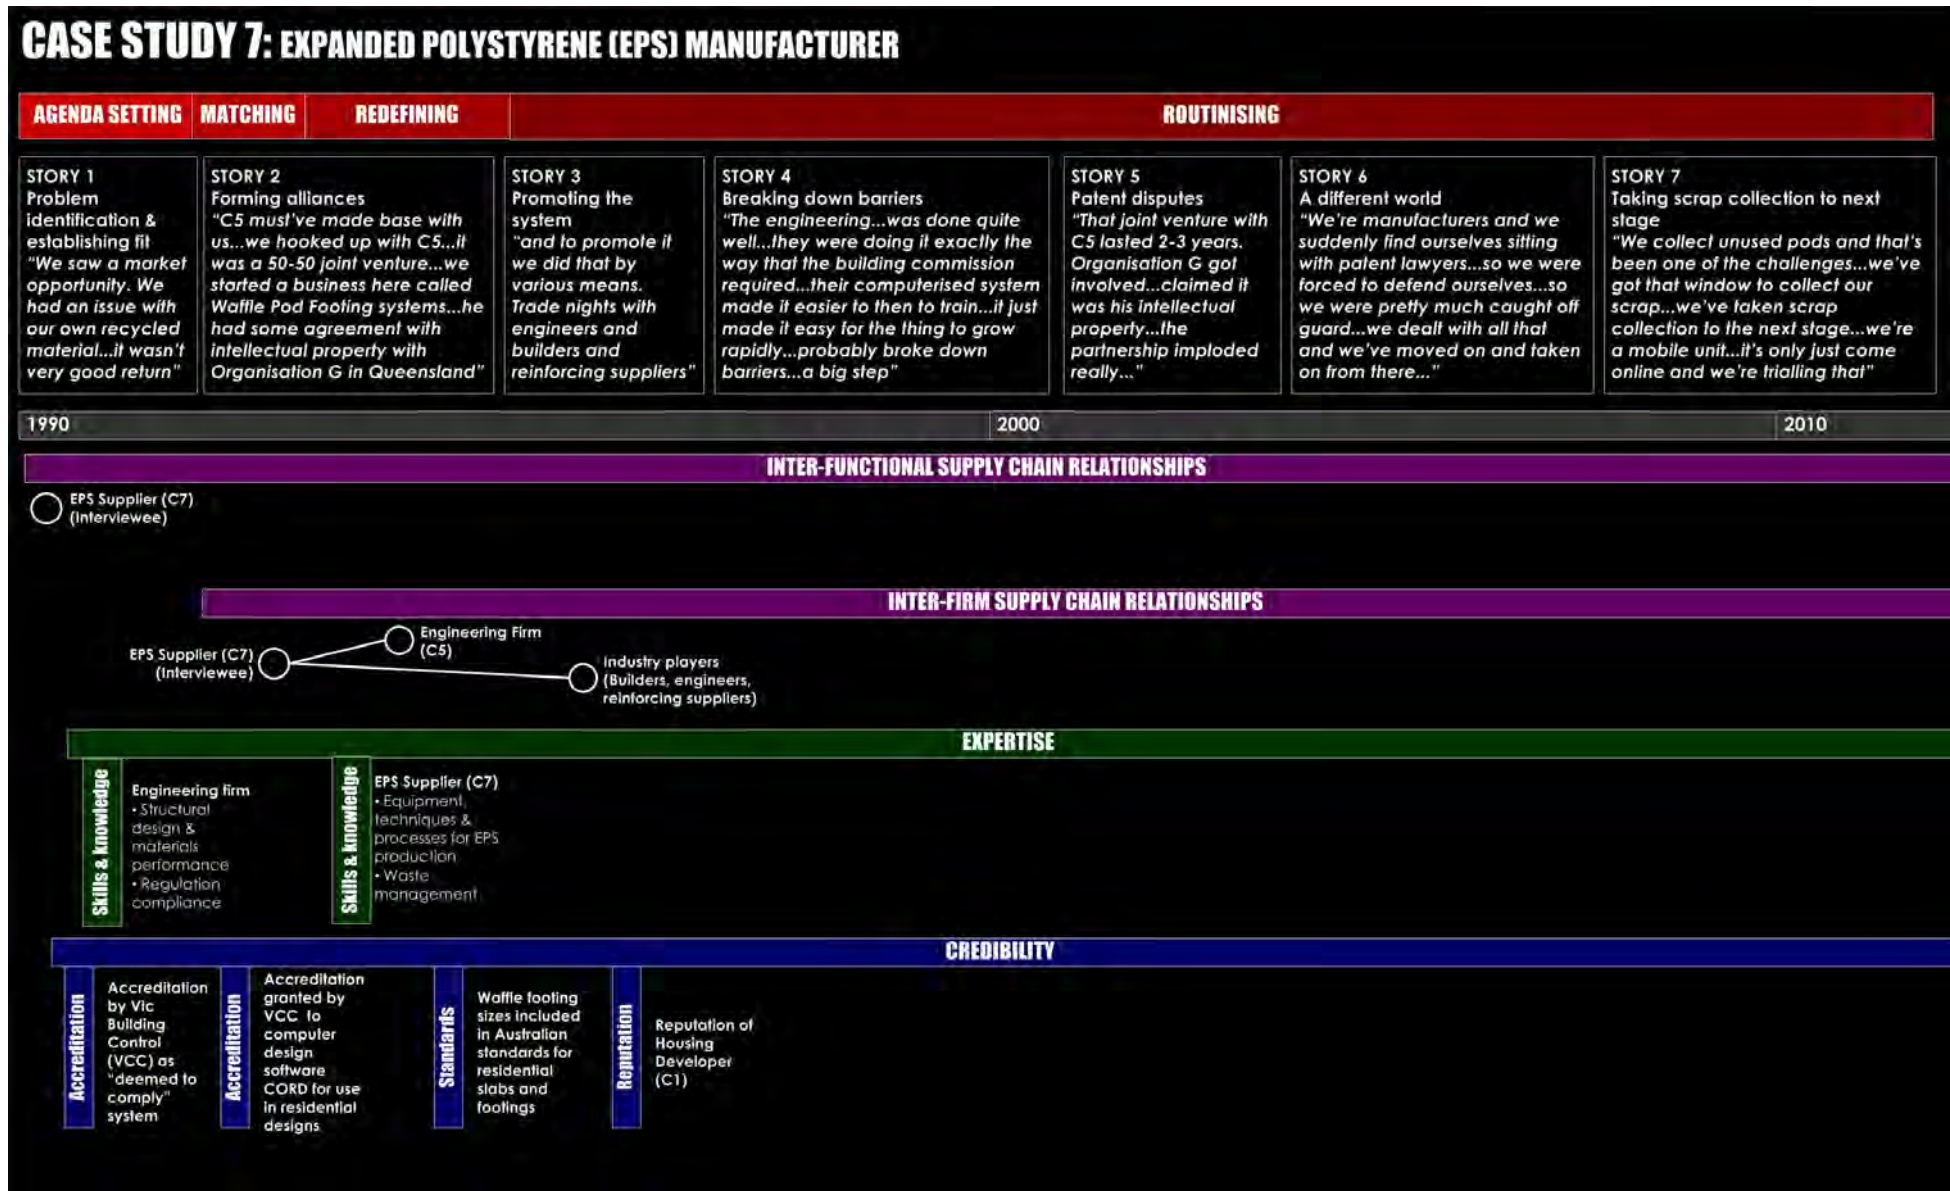 CASE STUDY 7: EXPANDED POLYSTYRENE (EPS) MANUFACTURER
AGENDA SETTING
MATCHING
REDEFINING
ROUTINISING
STORY 1
Problem
identification &
establishing fit
"We saw a market
opportunity. We
had an issue with
our own recycled
material...it wasn't
very good return"
STORY 2
Forming alliances
"C5 must've made base with
us...we hooked up with C5...it
was a 50-50 joint venture...we
started a business here called
Waffle Pod Footing systems...he
had some agreement with
intellectual property with
Organisation G in Queensland"
STORY 3
Promoting the
system
"and to promote it
we did that by
various means.
Trade nights with
engineers and
builders and
reinforcing suppliers"
STORY 4
Breaking down barriers
"The engineering...was done quite
well...they were doing it exactly the
way that the building commission
required...their computerised system
made it easier to then to train...it just
made it easy for the thing to grow
rapidly...probably broke down
barriers...a big step"
STORY 5
Patent disputes
"That joint venture with
C5 lasted 2-3 years.
Organisation G got
involved...claimed it
was his intellectual
property...the
partnership imploded
really..."
STORY 6
A different world
"We're manufacturers and we
suddenly find ourselves sitting
with patent lawyers...so we were
forced to defend ourselves...so
we were pretty much caught off
guard...we dealt with all that
and we've moved on and taken
on from there..."
STORY 7
Taking scrap collection to next
stage
"We collect unused pods and that's
been one of the challenges...we've
got that window to collect our
scrap...we've taken scrap
collection to the next stage...we're
a mobile unit...it's only just come
online and we're trialling that"
1990
2000
2010
INTER-FUNCTIONAL SUPPLY CHAIN RELATIONSHIPS
EPS Supplier (C7)
(Interviewee)
INTER-FIRM SUPPLY CHAIN RELATIONSHIPS
EPS Supplier (C7)
(Interviewee)
Engineering Firm
(C5)
Industry players
(Builders, engineers,
reinforcing suppliers)
EXPERTISE
Skills & knowledge
Engineering firm
• Structural
design &
materials
performance
• Regulation
compliance
Skills & knowledge
EPS Supplier (C7)
• Equipment,
techniques &
processes for EPS
production
• Waste
management
CREDIBILITY
Accreditation
Accreditation
by Vic
Building
Control
(VCC) as
"deemed to
comply"
system
Accreditation
Accreditation
granted by
VCC to
computer
design
software
CORD for use
in residential
designs
Standards
Waffle footing
sizes included
in Australian
standards for
residential
slabs and
footings
Reputation
Reputation of
Housing
Developer
(C1)